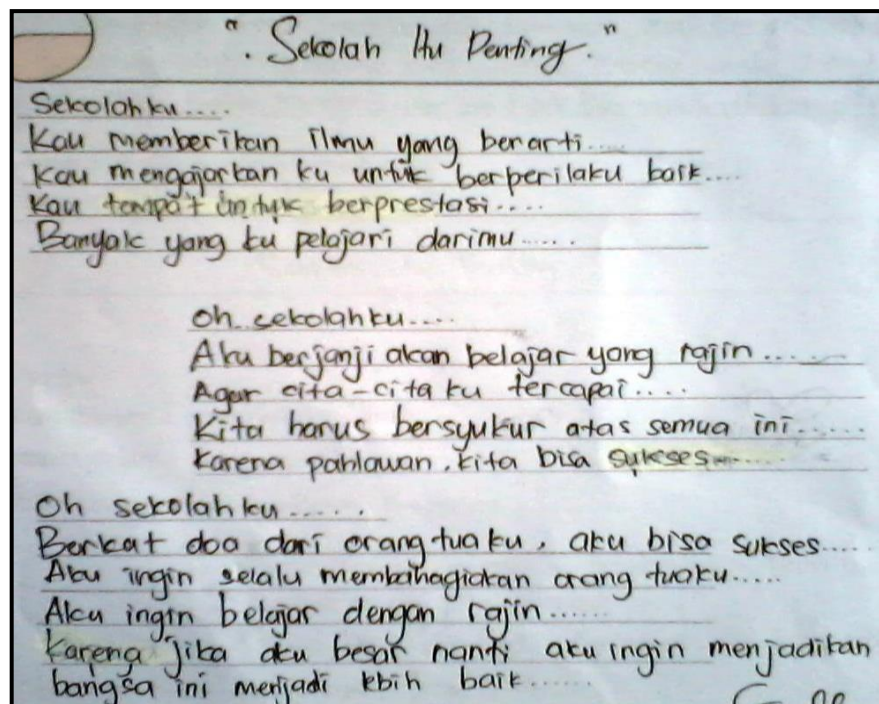 ". Sekolah Itu Penting."
Sekolahku....
Kau memberikan ilmu yang berarti.....
Kau mengajarkan ku untuk berperilaku baik....
Kau tempat untuk berprestasi....
Banyak yang ku pelajari darimu.....
Oh sekolahku....
Aku berjanji akan belajar yang rajin......
Agar cita-cita ku tercapai....
Kita harus bersyukur atas semua ini......
Karena pahlawan, kita bisa sukses......
Oh sekolahku......
Berkat doa dari orang tuaku, aku bisa sukses....
Aku ingin selalu membahagiakan orang tuaku.....
Aku ingin belajar dengan rajin......
Karena jika aku besar nanti aku ingin menjadikan
bangsa ini menjadi lebih baik......